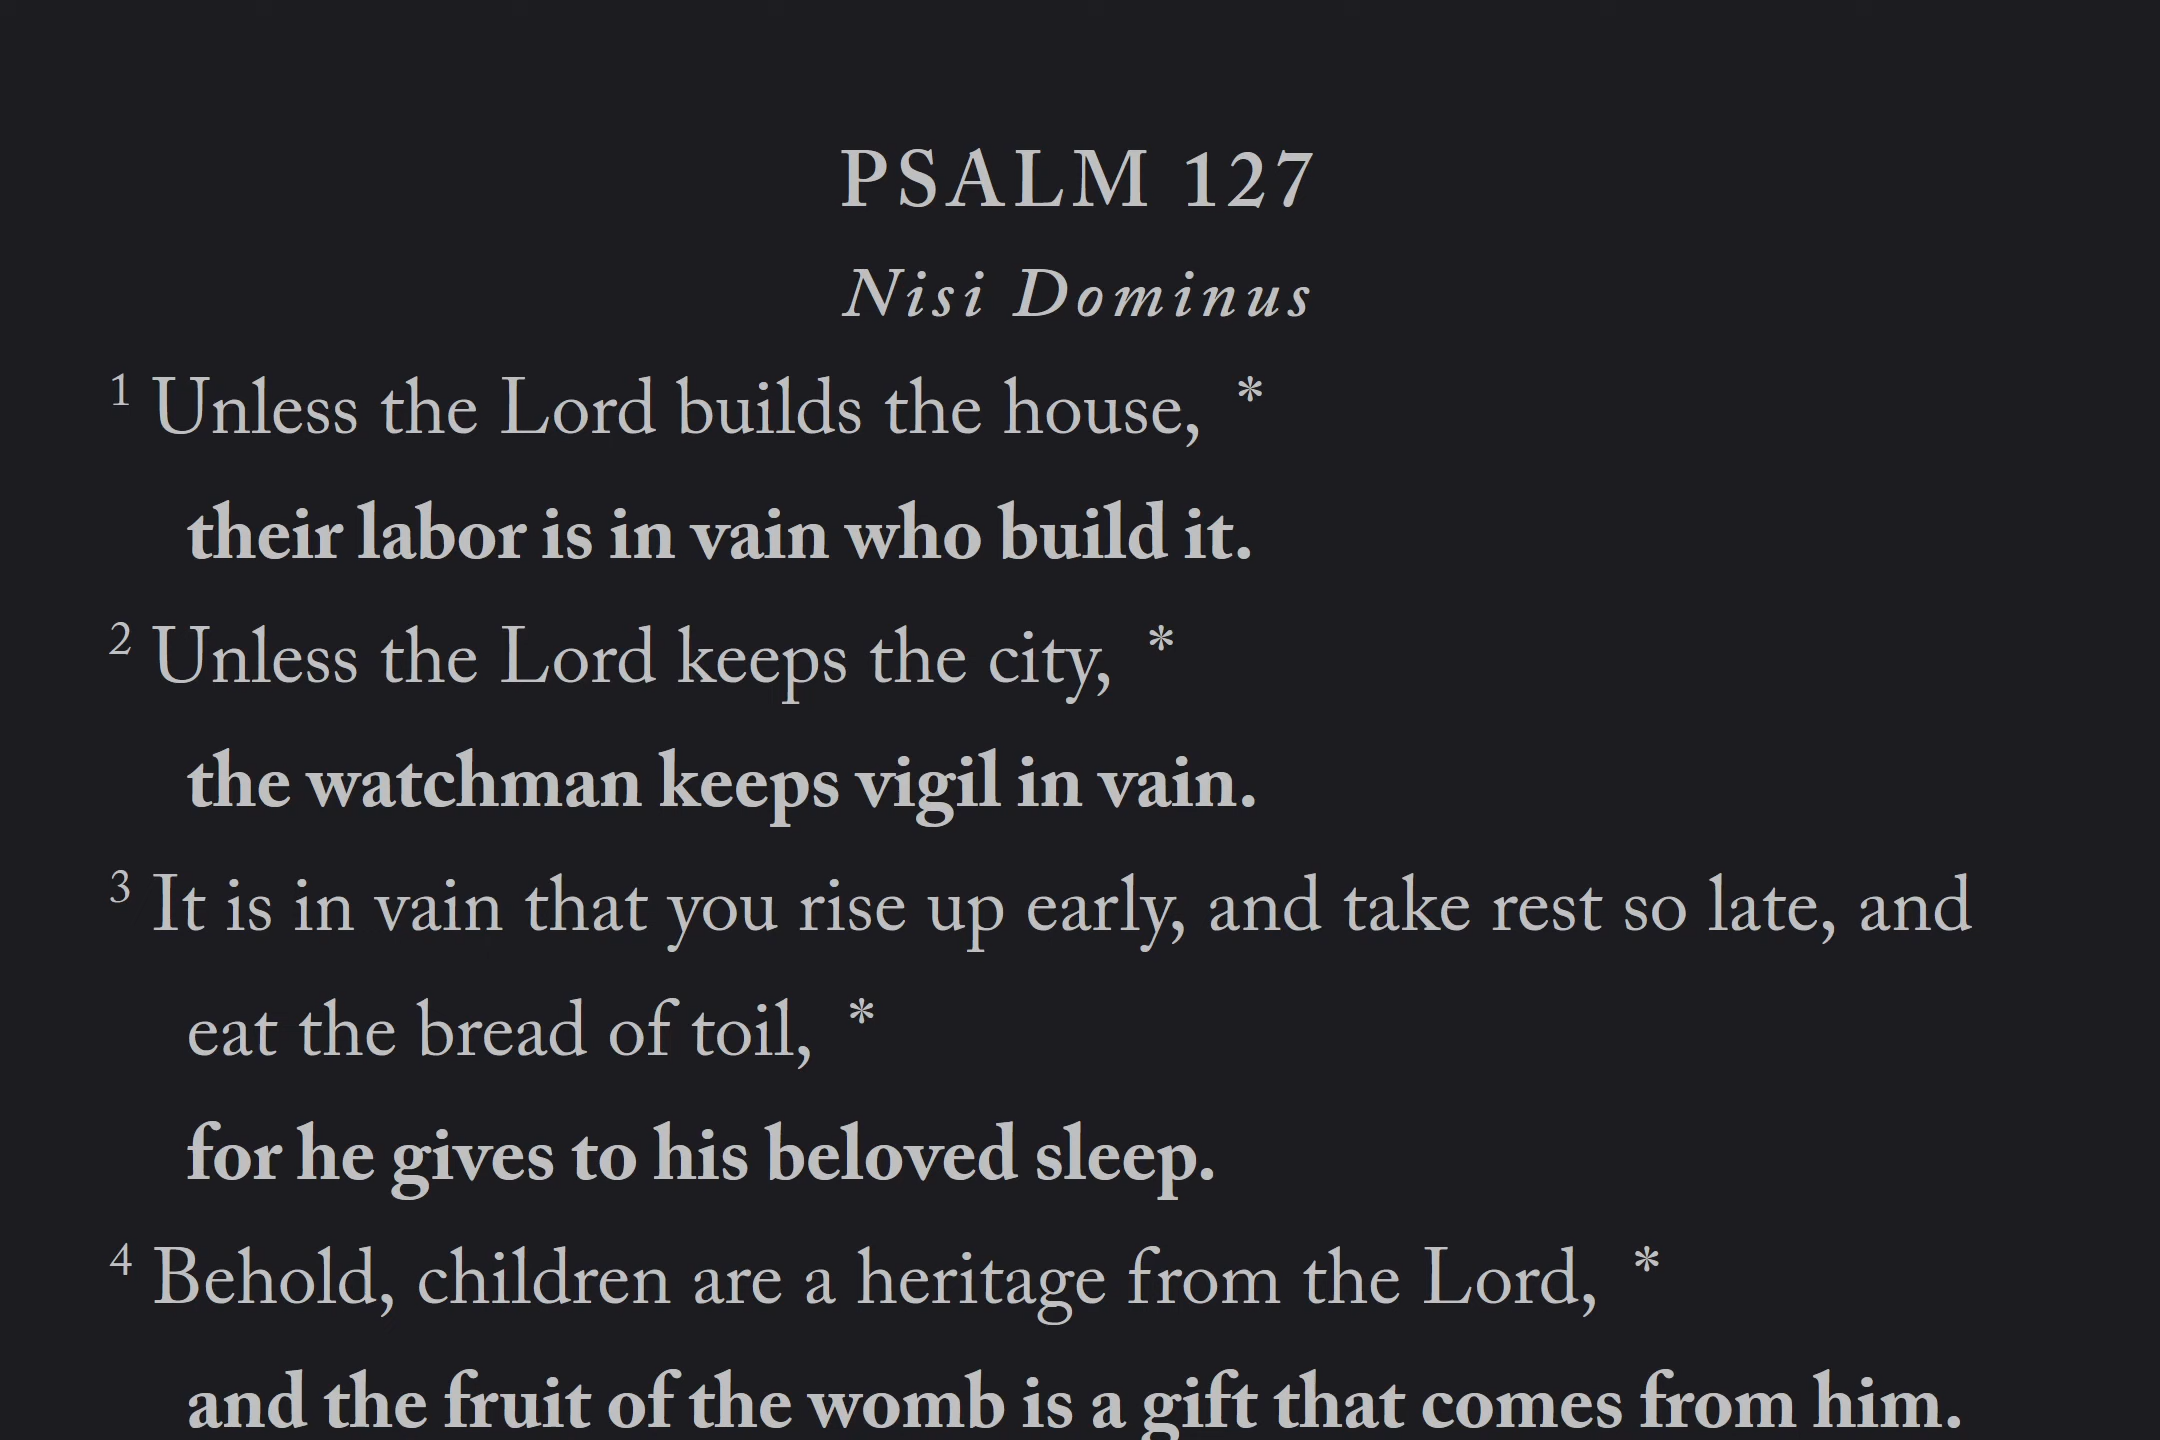 PSALM 127
Nisi Dominus
1 Unless the Lord builds the house, *
their labor is in vain who build it.
2 Unless the Lord keeps the city, *
the watchman keeps vigil in vain.
3 It is in vain that you rise up early, and take rest so late, and
eat the bread of toil, *
for he gives to his beloved sleep.
4 Behold, children are a heritage from the Lord, *
and the fruit of the womb is a gift that comes from him.